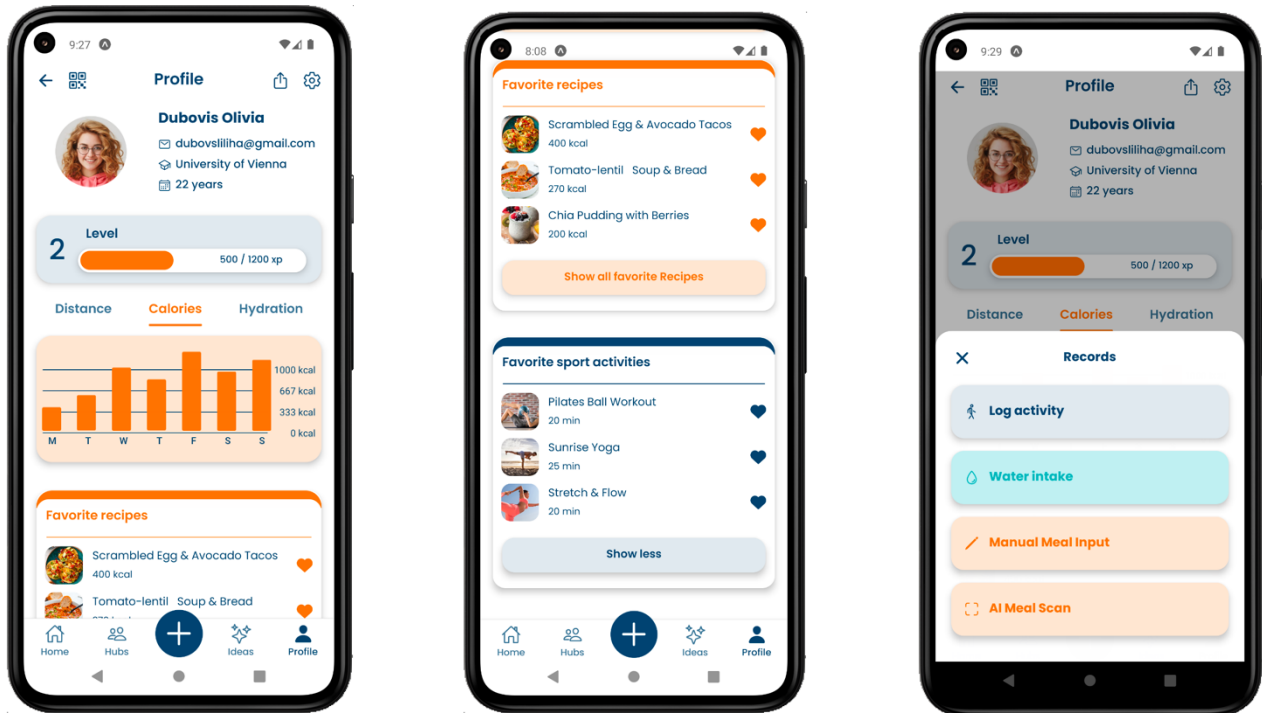 9:27
Profile
Dubovis Olivia
dubovsliliha@gmail.com
University of Vienna
22 years
Level
2
500 / 1200 xp
Distance Calories Hydration
1000 kcal
667 kcal
333 kcal
0 kcal
M T W T F S S
Favorite recipes
Scrambled Egg & Avocado Tacos
400 kcal
Tomato-lentil Soup & Bread
Home Hubs Ideas Profile
8:08
Favorite recipes
Scrambled Egg & Avocado Tacos
400 kcal
Tomato-lentil Soup & Bread
270 kcal
Chia Pudding with Berries
200 kcal
Show all favorite Recipes
Favorite sport activities
Pilates Ball Workout
20 min
Sunrise Yoga
25 min
Stretch & Flow
20 min
Show less
Home Hubs Ideas Profile
9:29
Profile
Dubovis Olivia
dubovsliliha@gmail.com
University of Vienna
22 years
Level
2
500 / 1200 xp
Distance Calories Hydration
Records
Log activity
Water intake
Manual Meal Input
AI Meal Scan